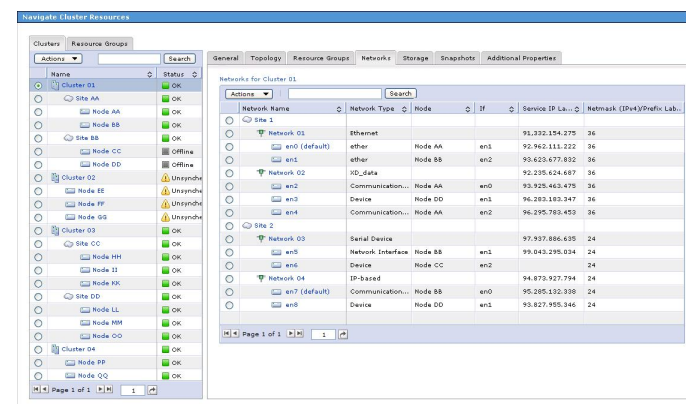 Navigate Cluster Resources
Clusters Resource Groups
Actions Search
Name Status
Cluster 01 OK
Site AA OK
Node AA OK
Node BB OK
Site BB OK
Node CC Offline
Node DD Offline
Cluster 02 Unsynche
Node EE Unsynche
Node FF Unsynche
Node GG Unsynche
Cluster 03 OK
Site CC OK
Node HH OK
Node II OK
Node KK OK
Site DD OK
Node LL OK
Node MM OK
Node OO OK
Cluster 04 OK
Node PP OK
Node QQ OK
Page 1 of 1 1
General Topology Resource Groups Networks Storage Snapshots Additional Properties
Networks for Cluster 01
Actions Search
Network Name Network Type Node If Service IP La... Netmask (IPv4)/Prefix Lab..
Site 1
Network 01 Ethernet 91.332.154.275 36
en0 (default) ether Node AA en1 92.962.111.222 36
en1 ether Node BB en2 93.623.677.832 36
Network 02 XD_data 92.235.624.687 36
en2 Communication... Node AA en0 93.925.463.475 36
en3 Device Node DD en1 96.283.183.347 36
en4 Communication... Node AA en2 96.295.783.453 36
Site 2
Network 03 Serial Device 97.937.886.635 24
en5 Network Interface Node BB en1 99.043.295.034 24
en6 Device Node CC en2 24
Network 04 IP-based 94.873.927.794 24
en7 (default) Communication... Node BB en0 95.285.132.338 24
en8 Device Node DD en1 93.827.955.346 24
Page 1 of 1 1